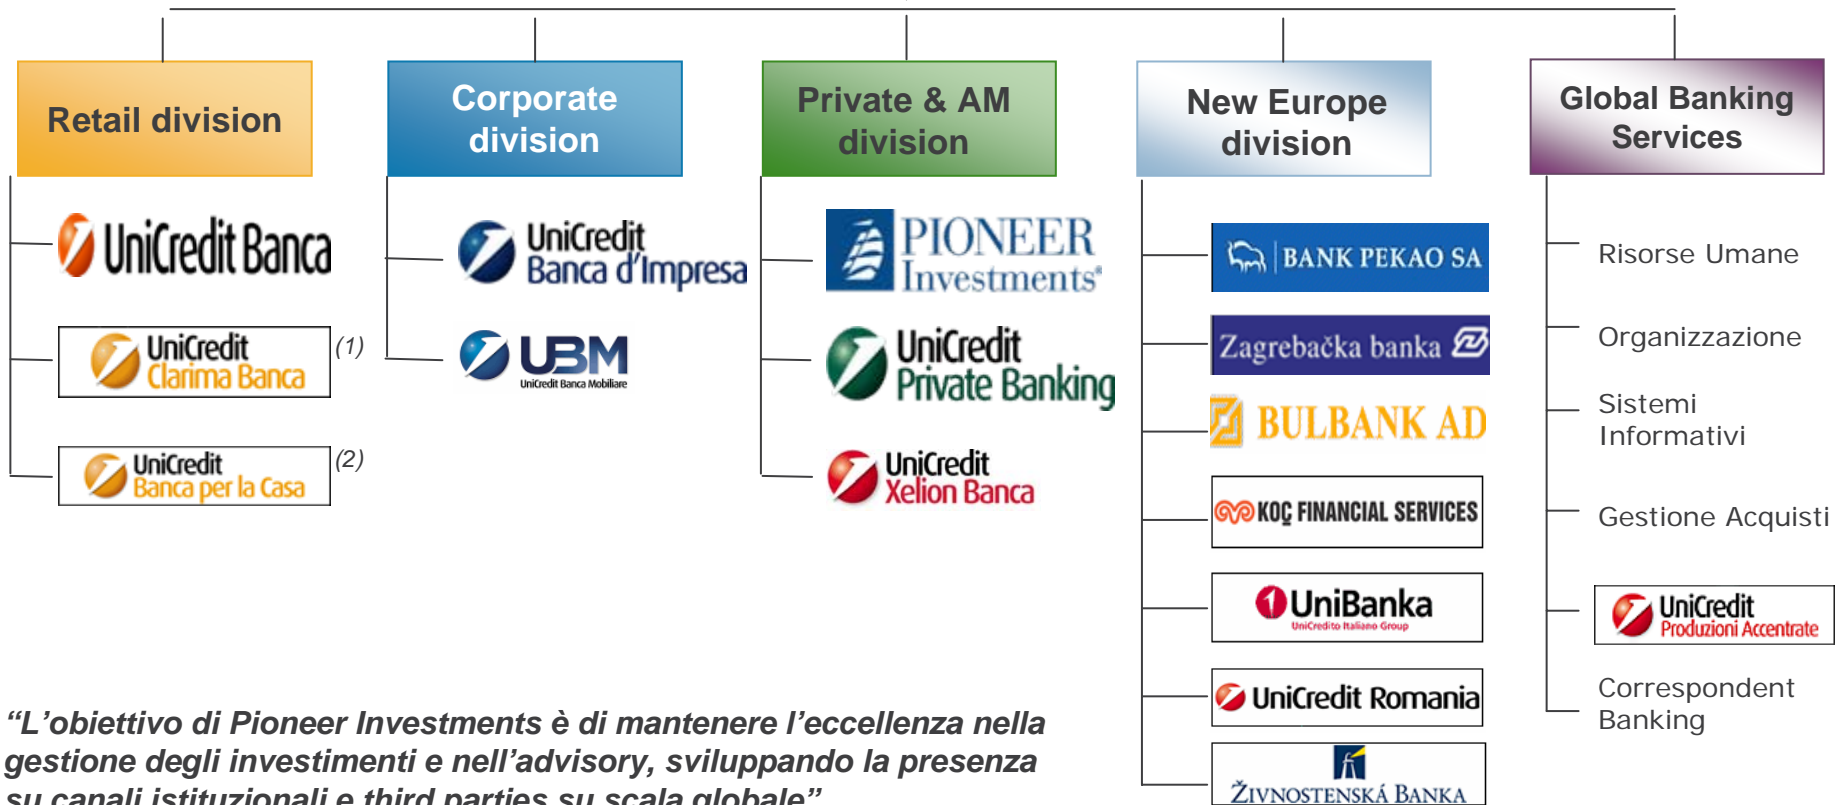 Retail division
UniCredit Banca
UniCredit
Clarima Banca
(1)
UniCredit
Banca per la Casa
(2)
Corporate
division
UniCredit
Banca d'Impresa
UBM
UniCredit Banca Mobiliare
Private & AM
division
PIONEER
Investments®
UniCredit
Private Banking
UniCredit
Xelion Banca
New Europe
division
BANK PEKAO SA
Zagrebačka banka
BULBANK AD
KOÇ FINANCIAL SERVICES
UniBanka
UniCredito Italiano Group
UniCredit Romania
ŽIVNOSTENSKÁ BANKA
Global Banking
Services
Risorse Umane
Organizzazione
Sistemi
Informativi
Gestione Acquisti
UniCredit
Produzioni Accentrate
Correspondent
Banking
“L’obiettivo di Pioneer Investments è di mantenere l’eccellenza nella
gestione degli investimenti e nell’advisory, sviluppando la presenza
su canali istituzionali e third parties su scala globale”